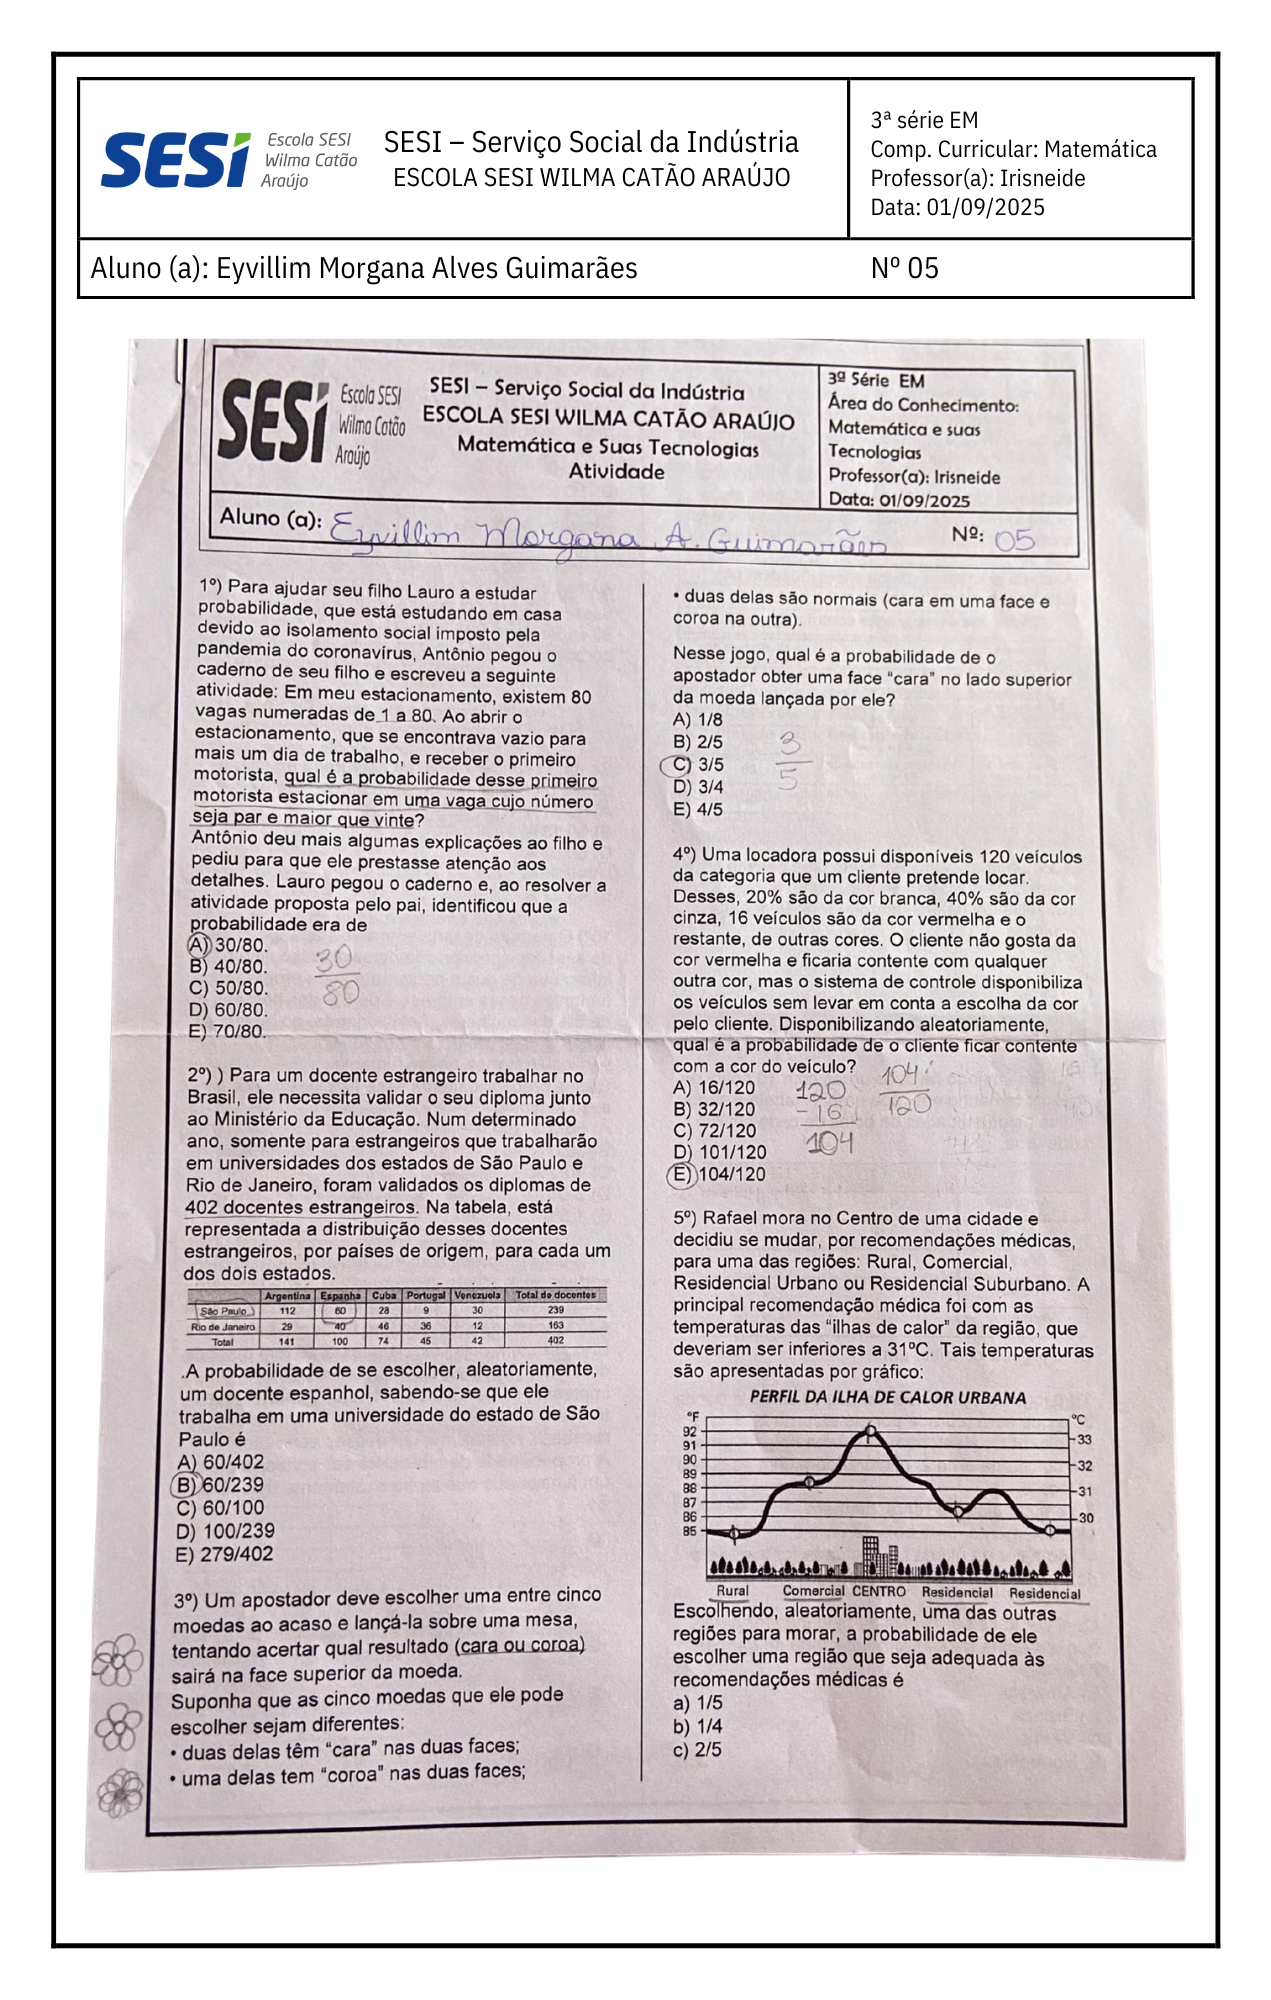 SESI
Escola SESI
Wilma Catão
Araújo
SESI – Serviço Social da Indústria
ESCOLA SESI WILMA CATÃO ARAÚJO
3ª série EM
Comp. Curricular: Matemática
Professor(a): Irisneide
Data: 01/09/2025
Aluno (a): Eyvillim Morgana Alves Guimarães
Nº 05
SESI
Escola SESI
Wilma Catão
Araújo
SESI – Serviço Social da Indústria
ESCOLA SESI WILMA CATÃO ARAÚJO
Matemática e Suas Tecnologias
Atividade
3ª Série EM
Área do Conhecimento:
Matemática e suas
Tecnologias
Professor(a): Irisneide
Data: 01/09/2025
Aluno (a): Eyvillim Morgana A. Guimarães
Nº: 05
1º) Para ajudar seu filho Lauro a estudar
probabilidade, que está estudando em casa
devido ao isolamento social imposto pela
pandemia do coronavírus, Antônio pegou o
caderno de seu filho e escreveu a seguinte
atividade: Em meu estacionamento, existem 80
vagas numeradas de 1 a 80. Ao abrir o
estacionamento, que se encontrava vazio para
mais um dia de trabalho, e receber o primeiro
motorista, qual é a probabilidade desse primeiro
motorista estacionar em uma vaga cujo número
seja par e maior que vinte?
Antônio deu mais algumas explicações ao filho e
pediu para que ele prestasse atenção aos
detalhes. Lauro pegou o caderno e, ao resolver a
atividade proposta pelo pai, identificou que a
probabilidade era de
A) 30/80.
B) 40/80.
C) 50/80.
D) 60/80.
E) 70/80.
30
80
2º) ) Para um docente estrangeiro trabalhar no
Brasil, ele necessita validar o seu diploma junto
ao Ministério da Educação. Num determinado
ano, somente para estrangeiros que trabalharão
em universidades dos estados de São Paulo e
Rio de Janeiro, foram validados os diplomas de
402 docentes estrangeiros. Na tabela, está
representada a distribuição desses docentes
estrangeiros, por países de origem, para cada um
dos dois estados.
Argentina Espanha Cuba Portugal Venezuela Total de docentes
São Paulo 112 60 28 9 30 239
Rio de Janeiro 29 40 46 36 12 163
Total 141 100 74 45 42 402
.A probabilidade de se escolher, aleatoriamente,
um docente espanhol, sabendo-se que ele
trabalha em uma universidade do estado de São
Paulo é
A) 60/402
B) 60/239
C) 60/100
D) 100/239
E) 279/402
3º) Um apostador deve escolher uma entre cinco
moedas ao acaso e lançá-la sobre uma mesa,
tentando acertar qual resultado (cara ou coroa)
sairá na face superior da moeda.
Suponha que as cinco moedas que ele pode
escolher sejam diferentes:
• duas delas têm “cara” nas duas faces;
• uma delas tem “coroa” nas duas faces;
• duas delas são normais (cara em uma face e
coroa na outra).
Nesse jogo, qual é a probabilidade de o
apostador obter uma face “cara” no lado superior
da moeda lançada por ele?
A) 1/8
B) 2/5
C) 3/5
D) 3/4
E) 4/5
3
5
4º) Uma locadora possui disponíveis 120 veículos
da categoria que um cliente pretende locar.
Desses, 20% são da cor branca, 40% são da cor
cinza, 16 veículos são da cor vermelha e o
restante, de outras cores. O cliente não gosta da
cor vermelha e ficaria contente com qualquer
outra cor, mas o sistema de controle disponibiliza
os veículos sem levar em conta a escolha da cor
pelo cliente. Disponibilizando aleatoriamente,
qual é a probabilidade de o cliente ficar contente
com a cor do veículo?
A) 16/120
B) 32/120
C) 72/120
D) 101/120
E) 104/120
120
- 16
104
104
120
5º) Rafael mora no Centro de uma cidade e
decidiu se mudar, por recomendações médicas,
para uma das regiões: Rural, Comercial,
Residencial Urbano ou Residencial Suburbano. A
principal recomendação médica foi com as
temperaturas das “ilhas de calor” da região, que
deveriam ser inferiores a 31ºC. Tais temperaturas
são apresentadas por gráfico:
PERFIL DA ILHA DE CALOR URBANA
ºF
92
91
90
89
88
87
86
85
ºC
33
32
31
30
Rural Comercial CENTRO Residencial Residencial
Escolhendo, aleatoriamente, uma das outras
regiões para morar, a probabilidade de ele
escolher uma região que seja adequada às
recomendações médicas é
a) 1/5
b) 1/4
c) 2/5